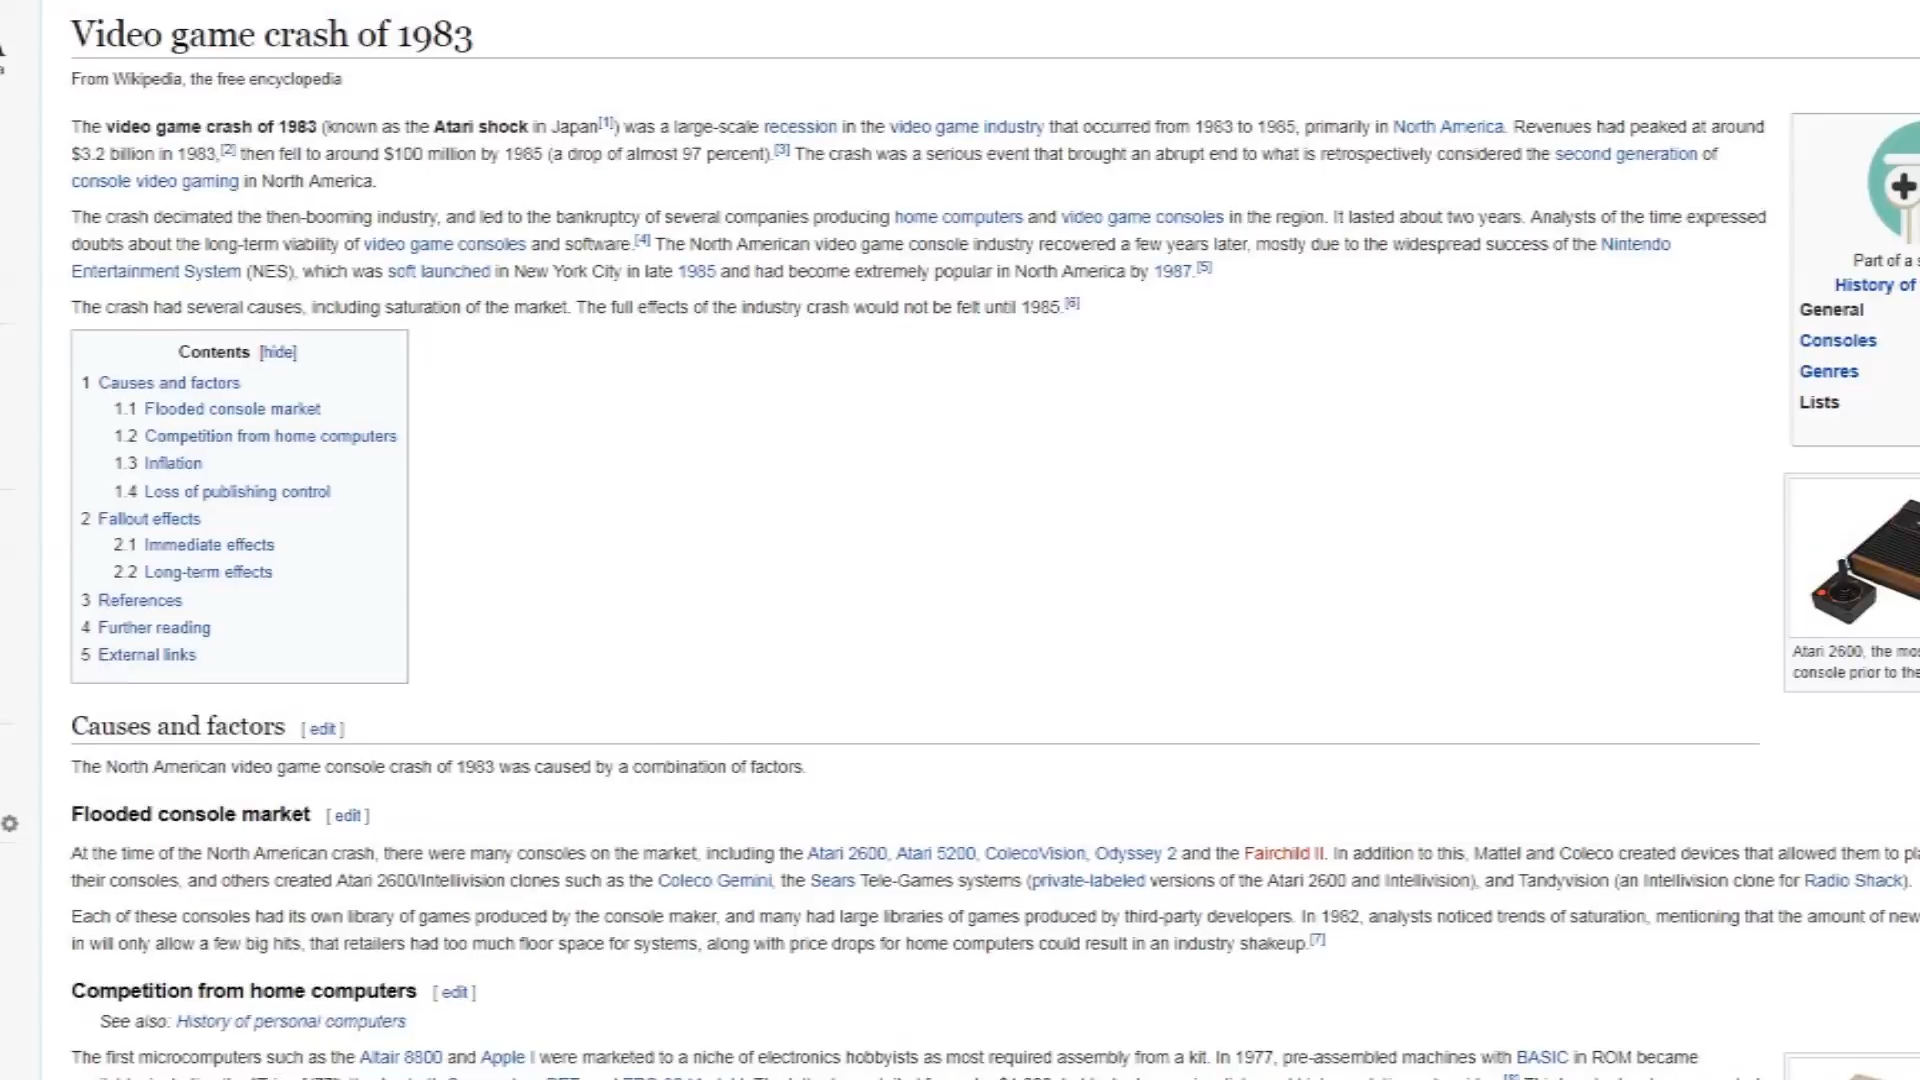 Video game crash of 1983
From Wikipedia, the free encyclopedia
The video game crash of 1983 (known as the Atari shock in Japan[1]) was a large-scale recession in the video game industry that occurred from 1983 to 1985, primarily in North America. Revenues had peaked at around
$3.2 billion in 1983,[2] then fell to around $100 million by 1985 (a drop of almost 97 percent).[3] The crash was a serious event that brought an abrupt end to what is retrospectively considered the second generation of
console video gaming in North America.
The crash decimated the then-booming industry, and led to the bankruptcy of several companies producing home computers and video game consoles in the region. It lasted about two years. Analysts of the time expressed
doubts about the long-term viability of video game consoles and software.[4] The North American video game console industry recovered a few years later, mostly due to the widespread success of the Nintendo
Entertainment System (NES), which was soft launched in New York City in late 1985 and had become extremely popular in North America by 1987.[5]
The crash had several causes, including saturation of the market. The full effects of the industry crash would not be felt until 1985.[6]
Contents [hide]
1 Causes and factors
1.1 Flooded console market
1.2 Competition from home computers
1.3 Inflation
1.4 Loss of publishing control
2 Fallout effects
2.1 Immediate effects
2.2 Long-term effects
3 References
4 Further reading
5 External links
Part of a
History of
General
Consoles
Genres
Lists
Atari 2600, the
console prior to the
Causes and factors [ edit ]
The North American video game console crash of 1983 was caused by a combination of factors.
Flooded console market [ edit ]
At the time of the North American crash, there were many consoles on the market, including the Atari 2600, Atari 5200, ColecoVision, Odyssey 2 and the Fairchild II. In addition to this, Mattel and Coleco created devices that allowed them to
their consoles, and others created Atari 2600/Intellivision clones such as the Coleco Gemini, the Sears Tele-Games systems (private-labeled versions of the Atari 2600 and Intellivision), and Tandyvision (an Intellivision clone for Radio Shack).
Each of these consoles had its own library of games produced by the console maker, and many had large libraries of games produced by third-party developers. In 1982, analysts noticed trends of saturation, mentioning that the amount of new
in will only allow a few big hits, that retailers had too much floor space for systems, along with price drops for home computers could result in an industry shakeup.[7]
Competition from home computers [ edit ]
See also: History of personal computers
The first microcomputers such as the Altair 8800 and Apple I were marketed to a niche of electronics hobbyists as most required assembly from a kit. In 1977, pre-assembled machines with BASIC in ROM became